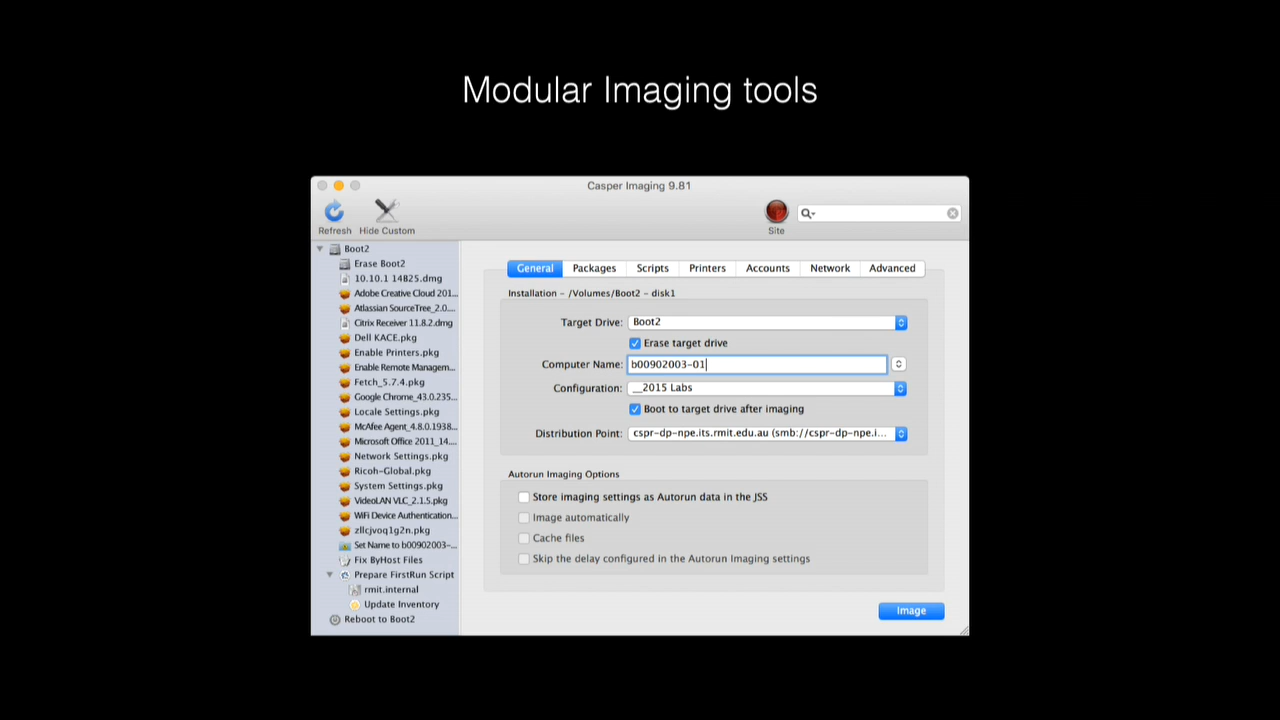 Modular Imaging tools
Casper Imaging 9.81
Refresh Hide Custom
Site
Boot2
Erase Boot2
10.10.1 14B25.dmg
Adobe Creative Cloud 201...
Atlassian SourceTree_2.0....
Citrix Receiver 11.8.2.dmg
Dell KACE.pkg
Enable Printers.pkg
Enable Remote Managem...
Fetch_5.7.4.pkg
Google Chrome_43.0.235...
Locale Settings.pkg
McAfee Agent_4.8.0.1938...
Microsoft Office 2011_14....
Network Settings.pkg
Ricoh-Global.pkg
System Settings.pkg
VideoLAN VLC_2.1.5.pkg
WiFi Device Authentication...
zllcjvoq1g2n.pkg
Set Name to b00902003-...
Fix ByHost Files
Prepare FirstRun Script
rmit.internal
Update Inventory
Reboot to Boot2
General Packages Scripts Printers Accounts Network Advanced
Installation - /Volumes/Boot2 - disk1
Target Drive: Boot2
Erase target drive
Computer Name: b00902003-01
Configuration: __2015 Labs
Boot to target drive after imaging
Distribution Point: cspr-dp-npe.its.rmit.edu.au (smb://cspr-dp-npe.i...
Autorun Imaging Options
Store imaging settings as Autorun data in the JSS
Image automatically
Cache files
Skip the delay configured in the Autorun Imaging settings
Image